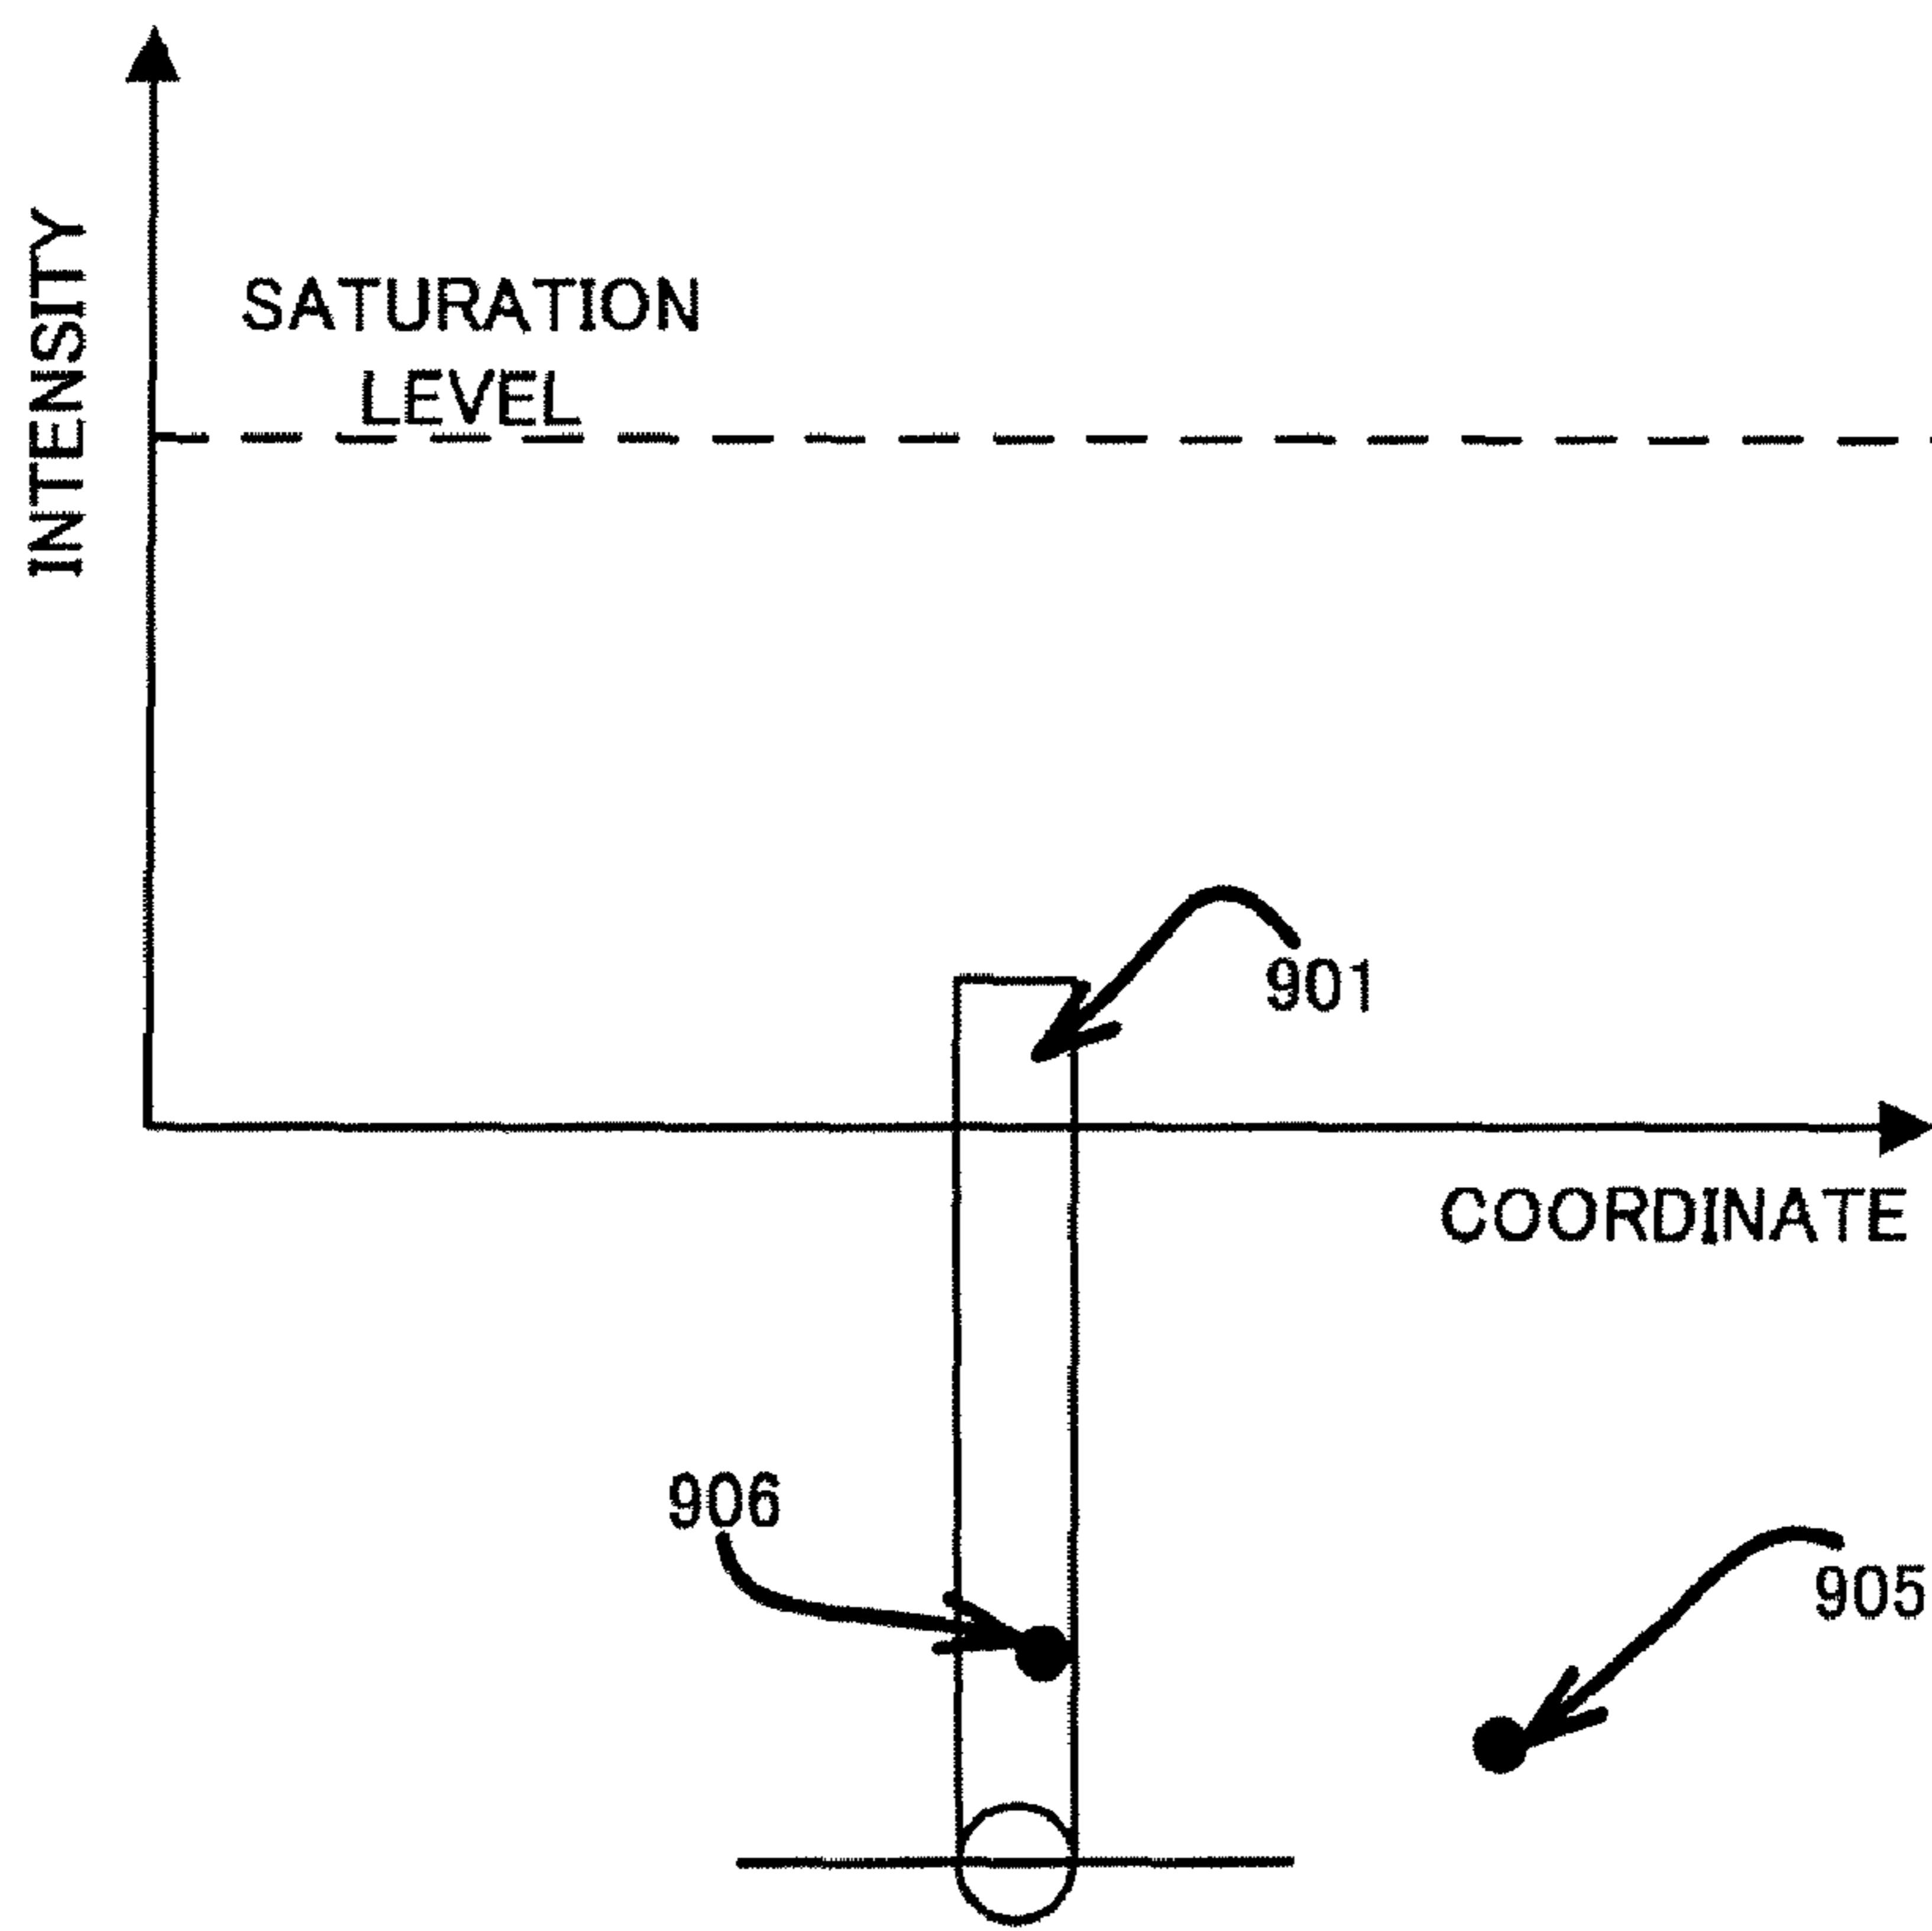 INTENSITY
SATURATION
LEVEL
901
COORDINATE
906
905